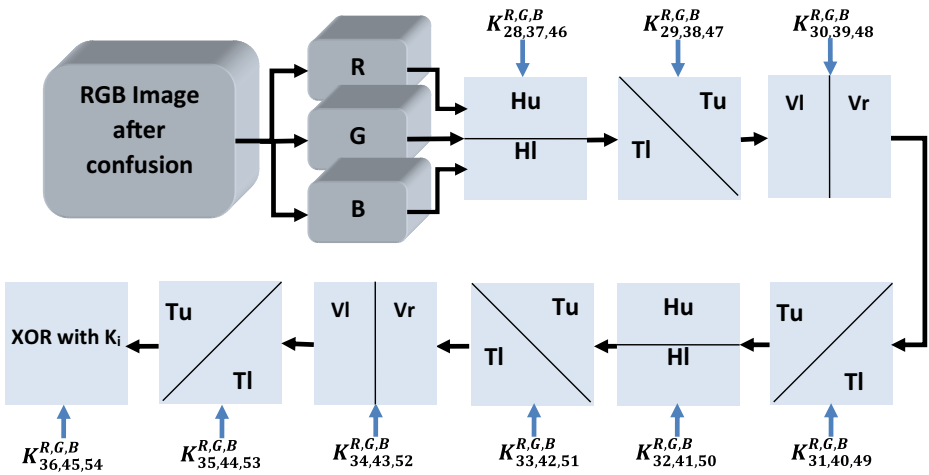 K^{R,G,B}_{28,37,46}
K^{R,G,B}_{29,38,47}
K^{R,G,B}_{30,39,48}
RGB Image
after
confusion
R
G
B
Hu
Hl
Tu
Tl
Vl Vr
XOR with K_i
Tu
Tl
Vl Vr
Tu
Tl
Hu
Hl
Tu
Tl
K^{R,G,B}_{36,45,54}
K^{R,G,B}_{35,44,53}
K^{R,G,B}_{34,43,52}
K^{R,G,B}_{33,42,51}
K^{R,G,B}_{32,41,50}
K^{R,G,B}_{31,40,49}